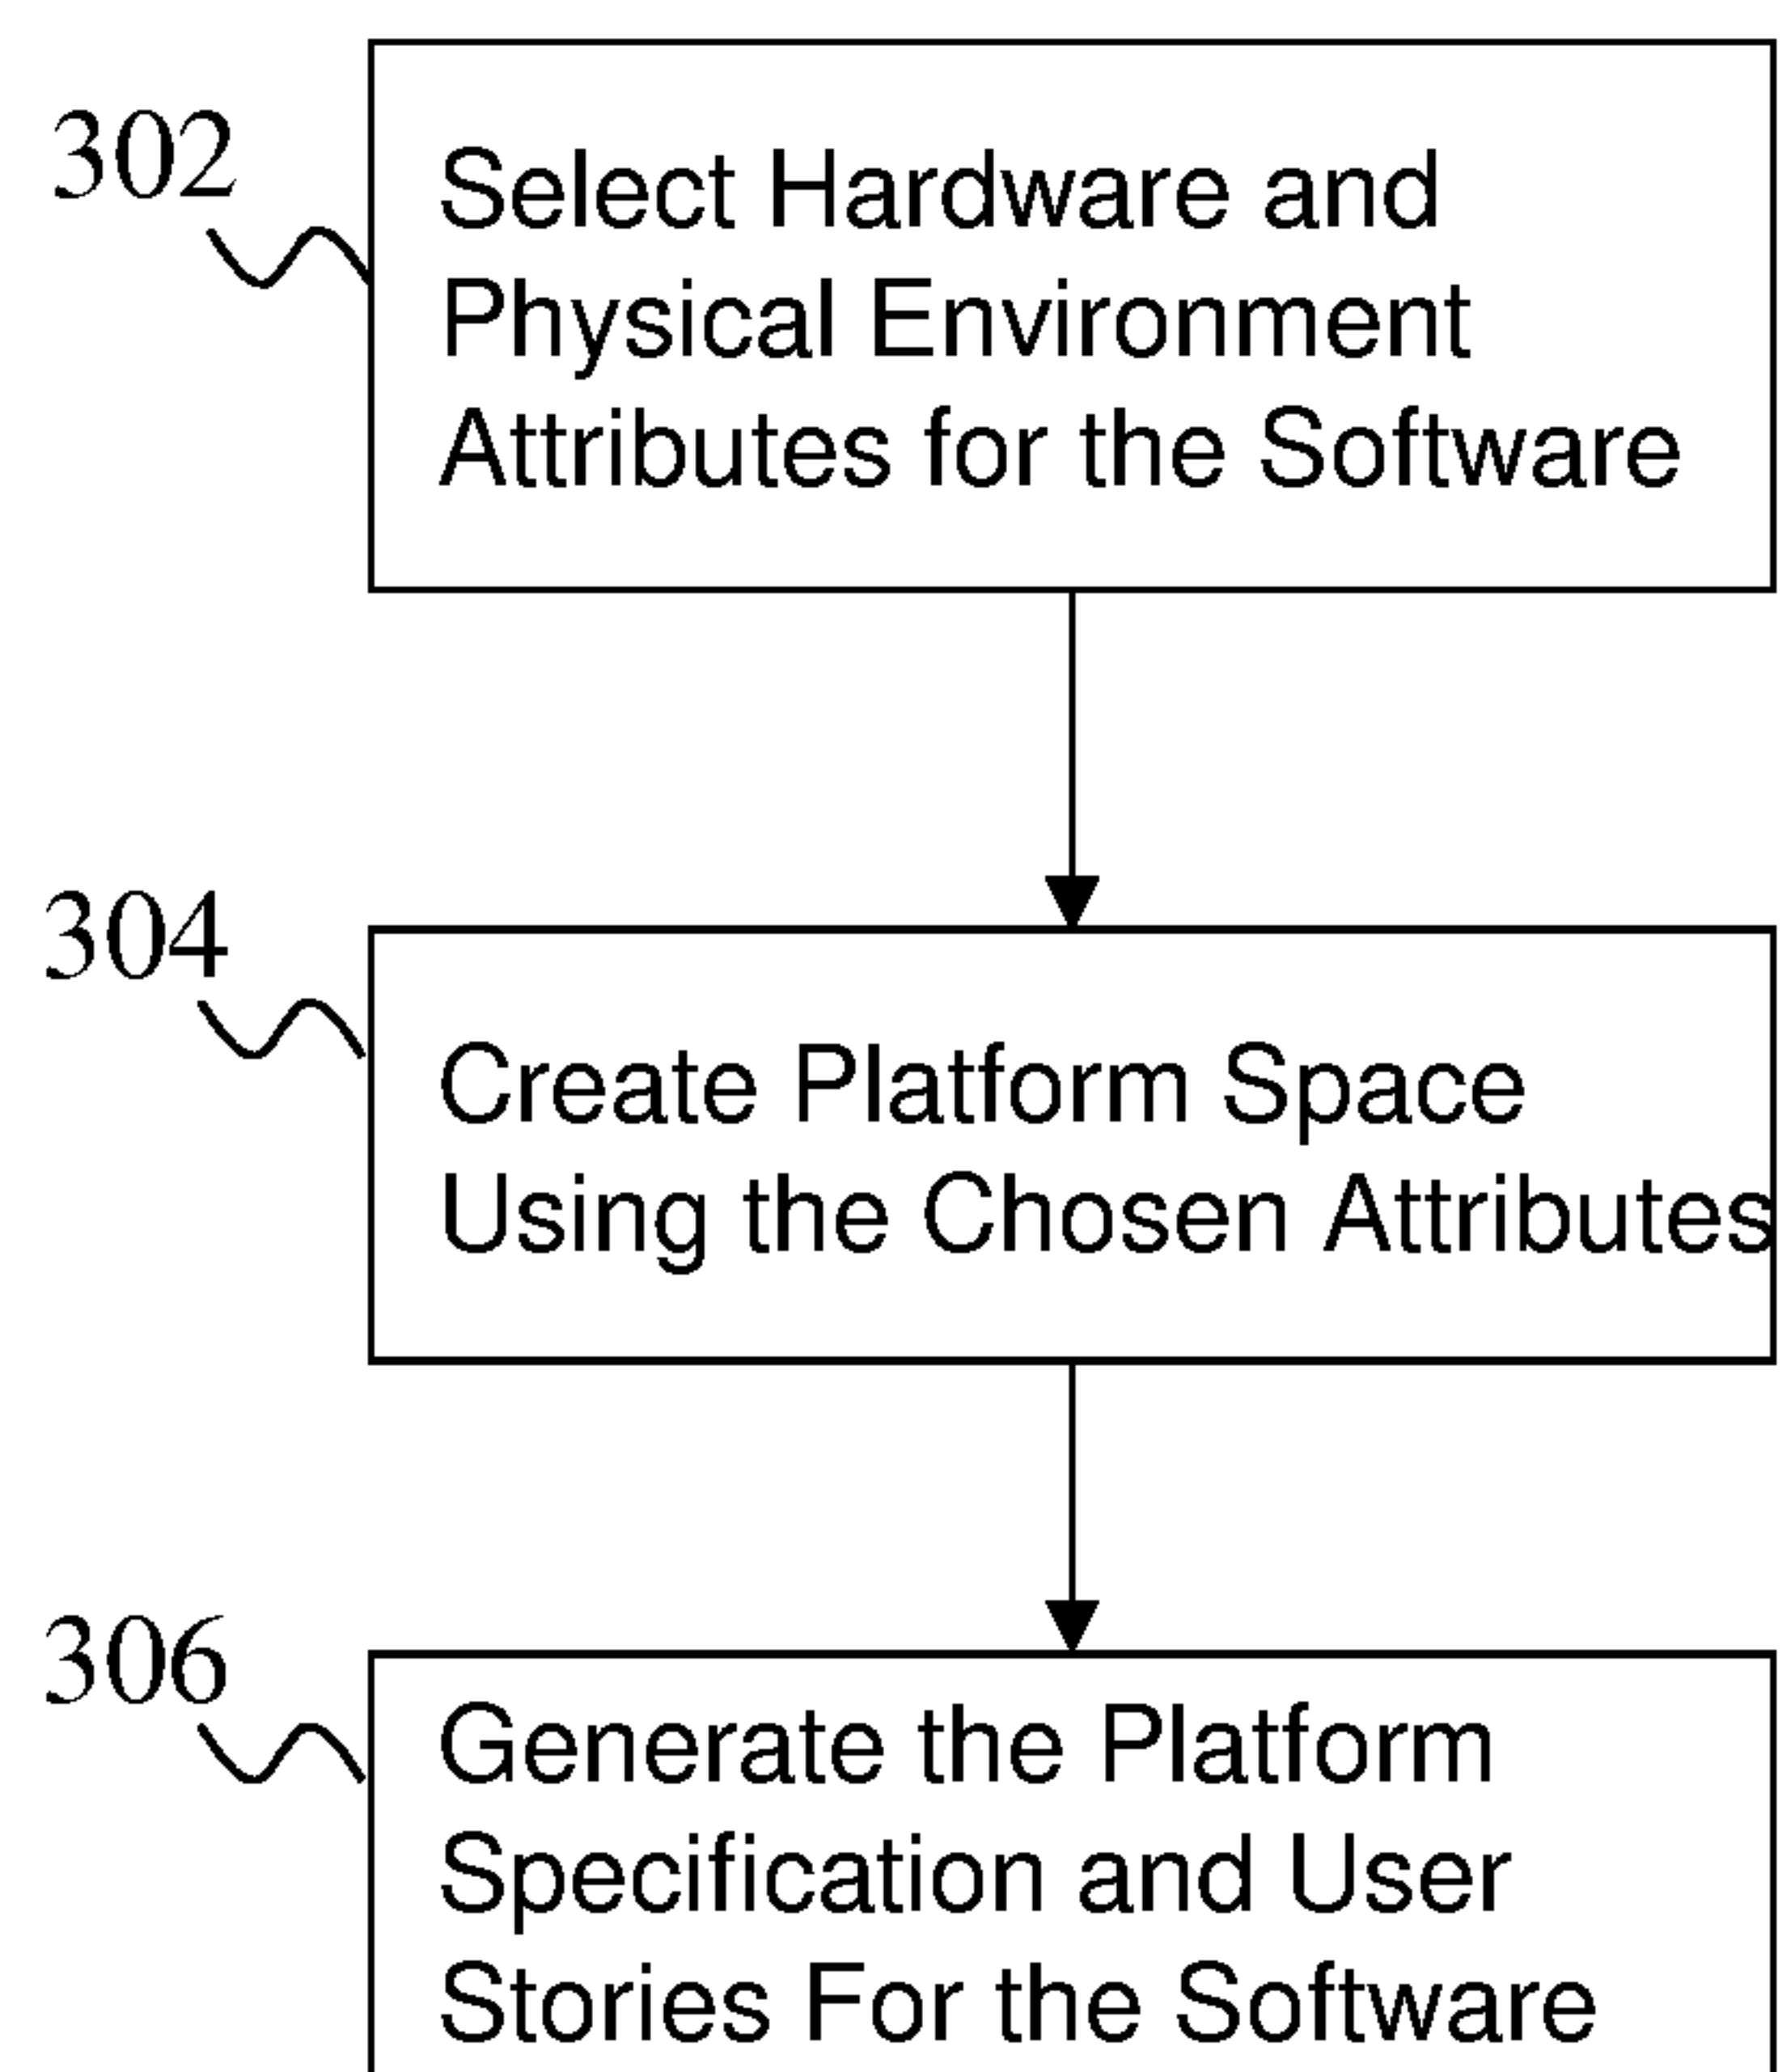 302
Select Hardware and
Physical Environment
Attributes for the Software
304
Create Platform Space
Using the Chosen Attributes
306
Generate the Platform
Specification and User
Stories For the Software